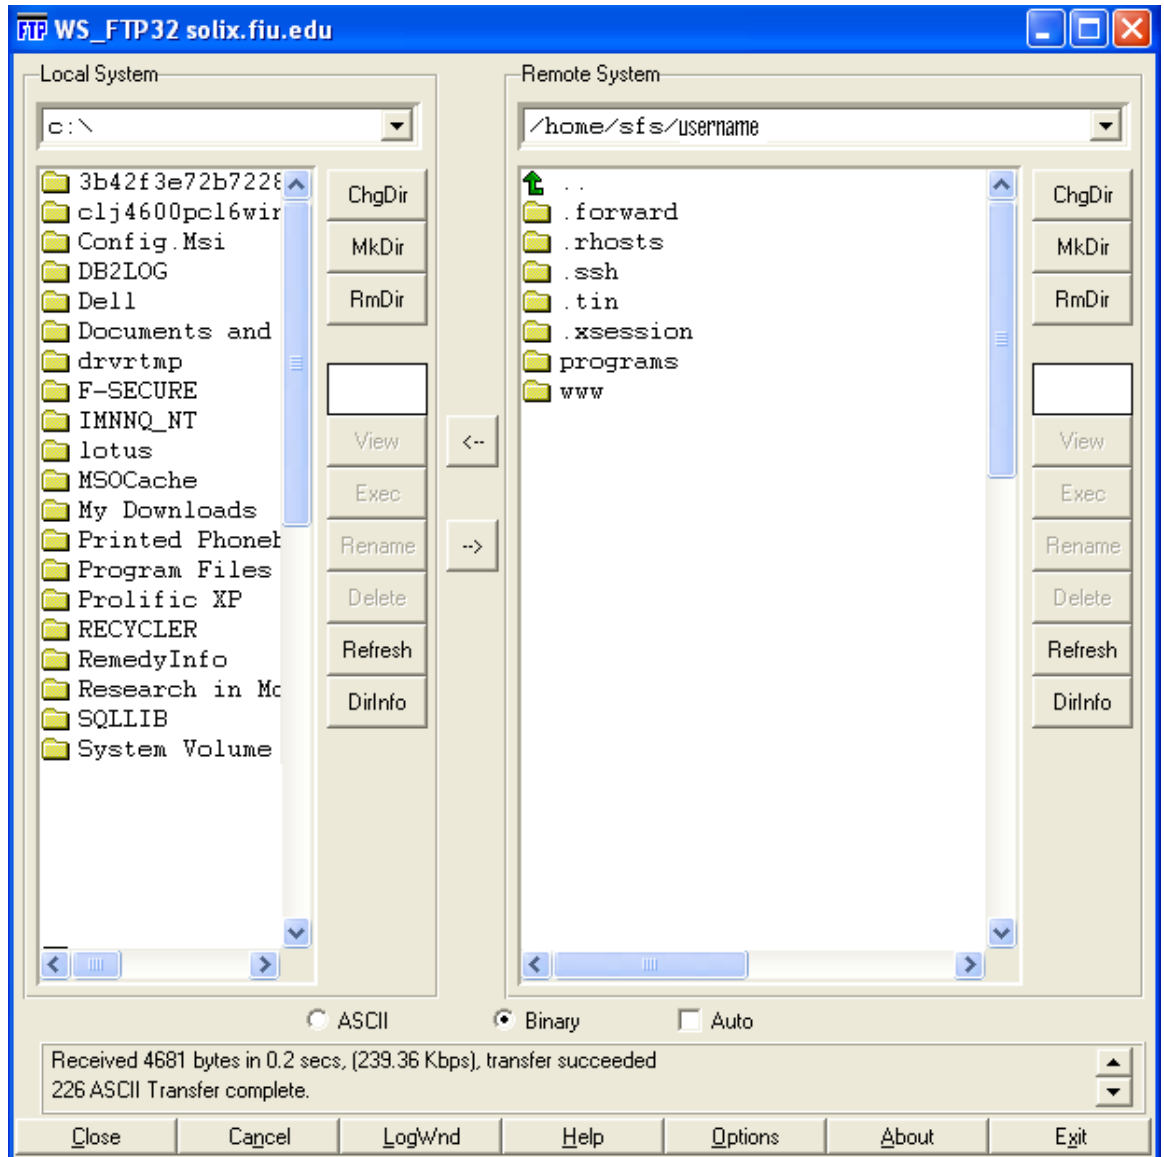 FTP WS_FTP32 solix.fiu.edu
Local System
c:\
3b42f3e72b7228
clj4600pcl6wir
Config.Msi
DB2LOG
Dell
Documents and
drvrtmp
F-SECURE
IMNNQ_NT
lotus
MSOCache
My Downloads
Printed Phonek
Program Files
Prolific XP
RECYCLER
RemedyInfo
Research in Mo
SQLLIB
System Volume
ChgDir
MkDir
RmDir
View
Exec
Rename
Delete
Refresh
DirInfo
<--
-->
Remote System
/home/sfs/username
..
.forward
.rhosts
.ssh
.tin
.xsession
programs
www
ChgDir
MkDir
RmDir
View
Exec
Rename
Delete
Refresh
DirInfo
ASCII Binary Auto
Received 4681 bytes in 0.2 secs, (239.36 Kbps), transfer succeeded
226 ASCII Transfer complete.
Close Cancel LogWnd Help Options About Exit